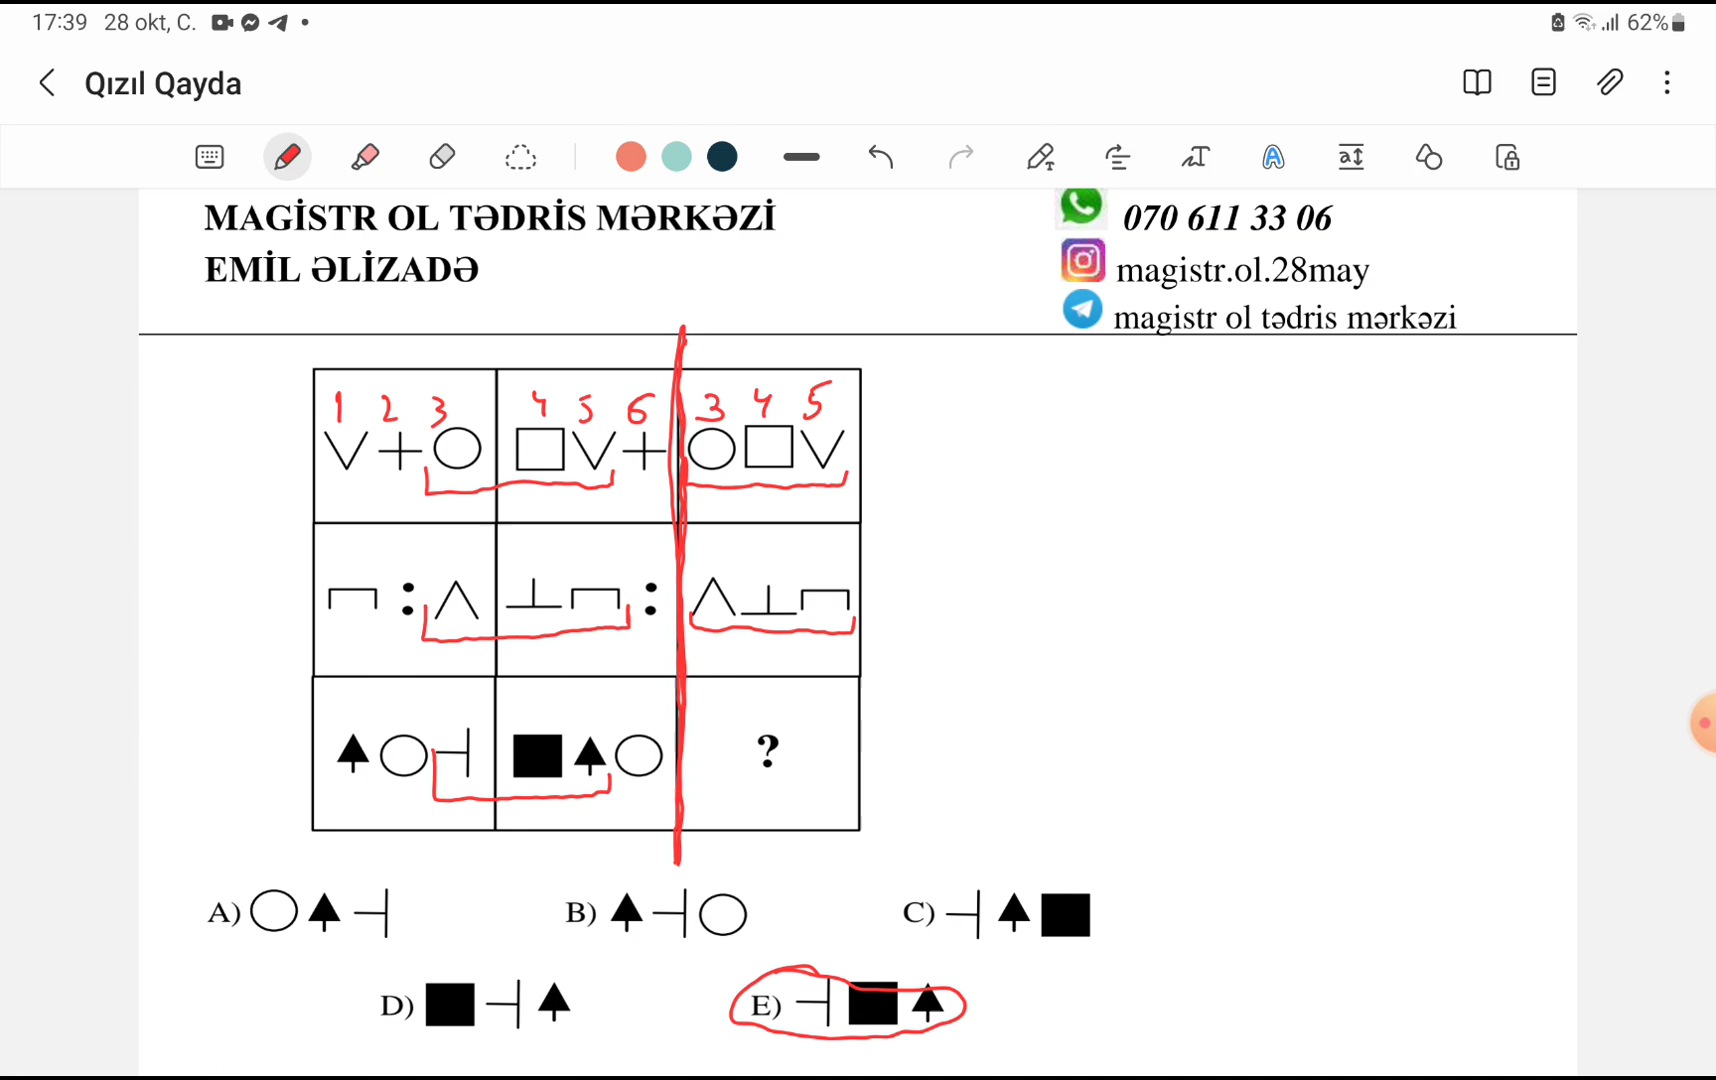 17:39 28 okt, C. 62%
Qızıl Qayda
MAGİSTR OL TƏDRİS MƏRKƏZİ
070 611 33 06
EMİL ƏLİZADƏ
magistr.ol.28may
magistr ol tədris mərkəzi
1 2 3 4 5 6 3 4 5
?
A)
B)
C)
D)
E)